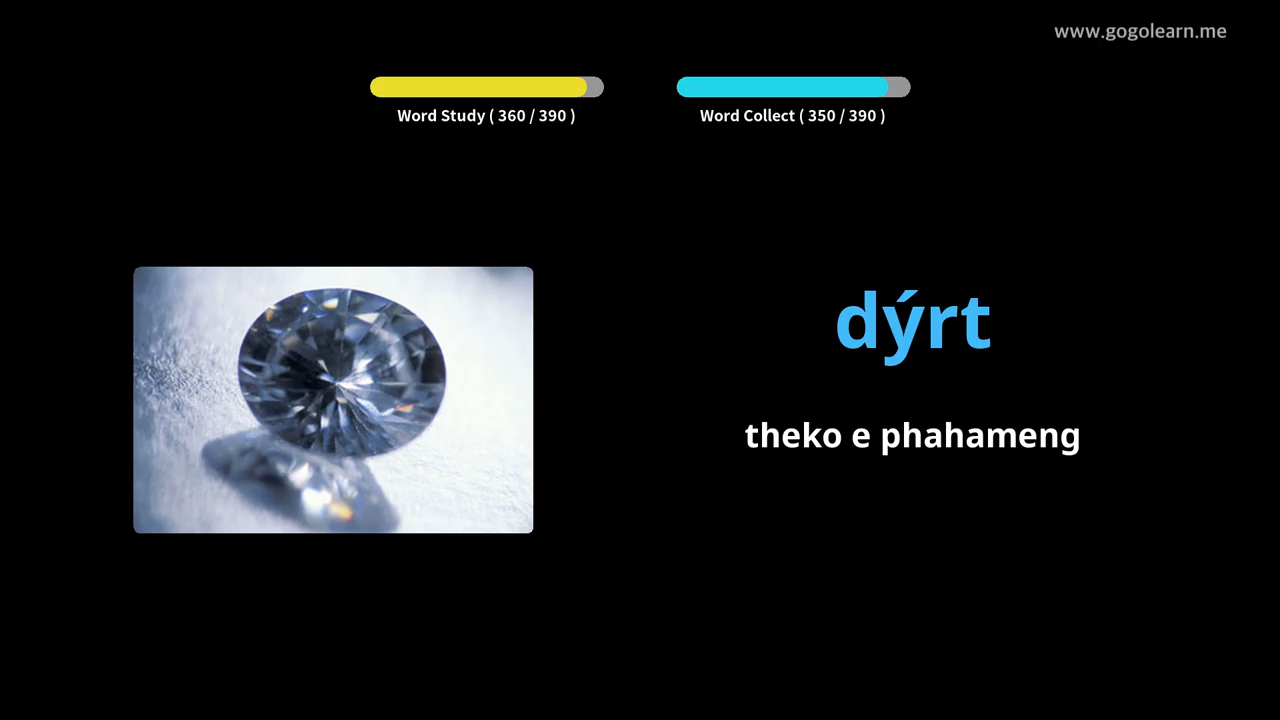 www.gogolearn.me
Word Study ( 360 / 390 )
Word Collect ( 350 / 390 )
dýrt
theko e phahameng